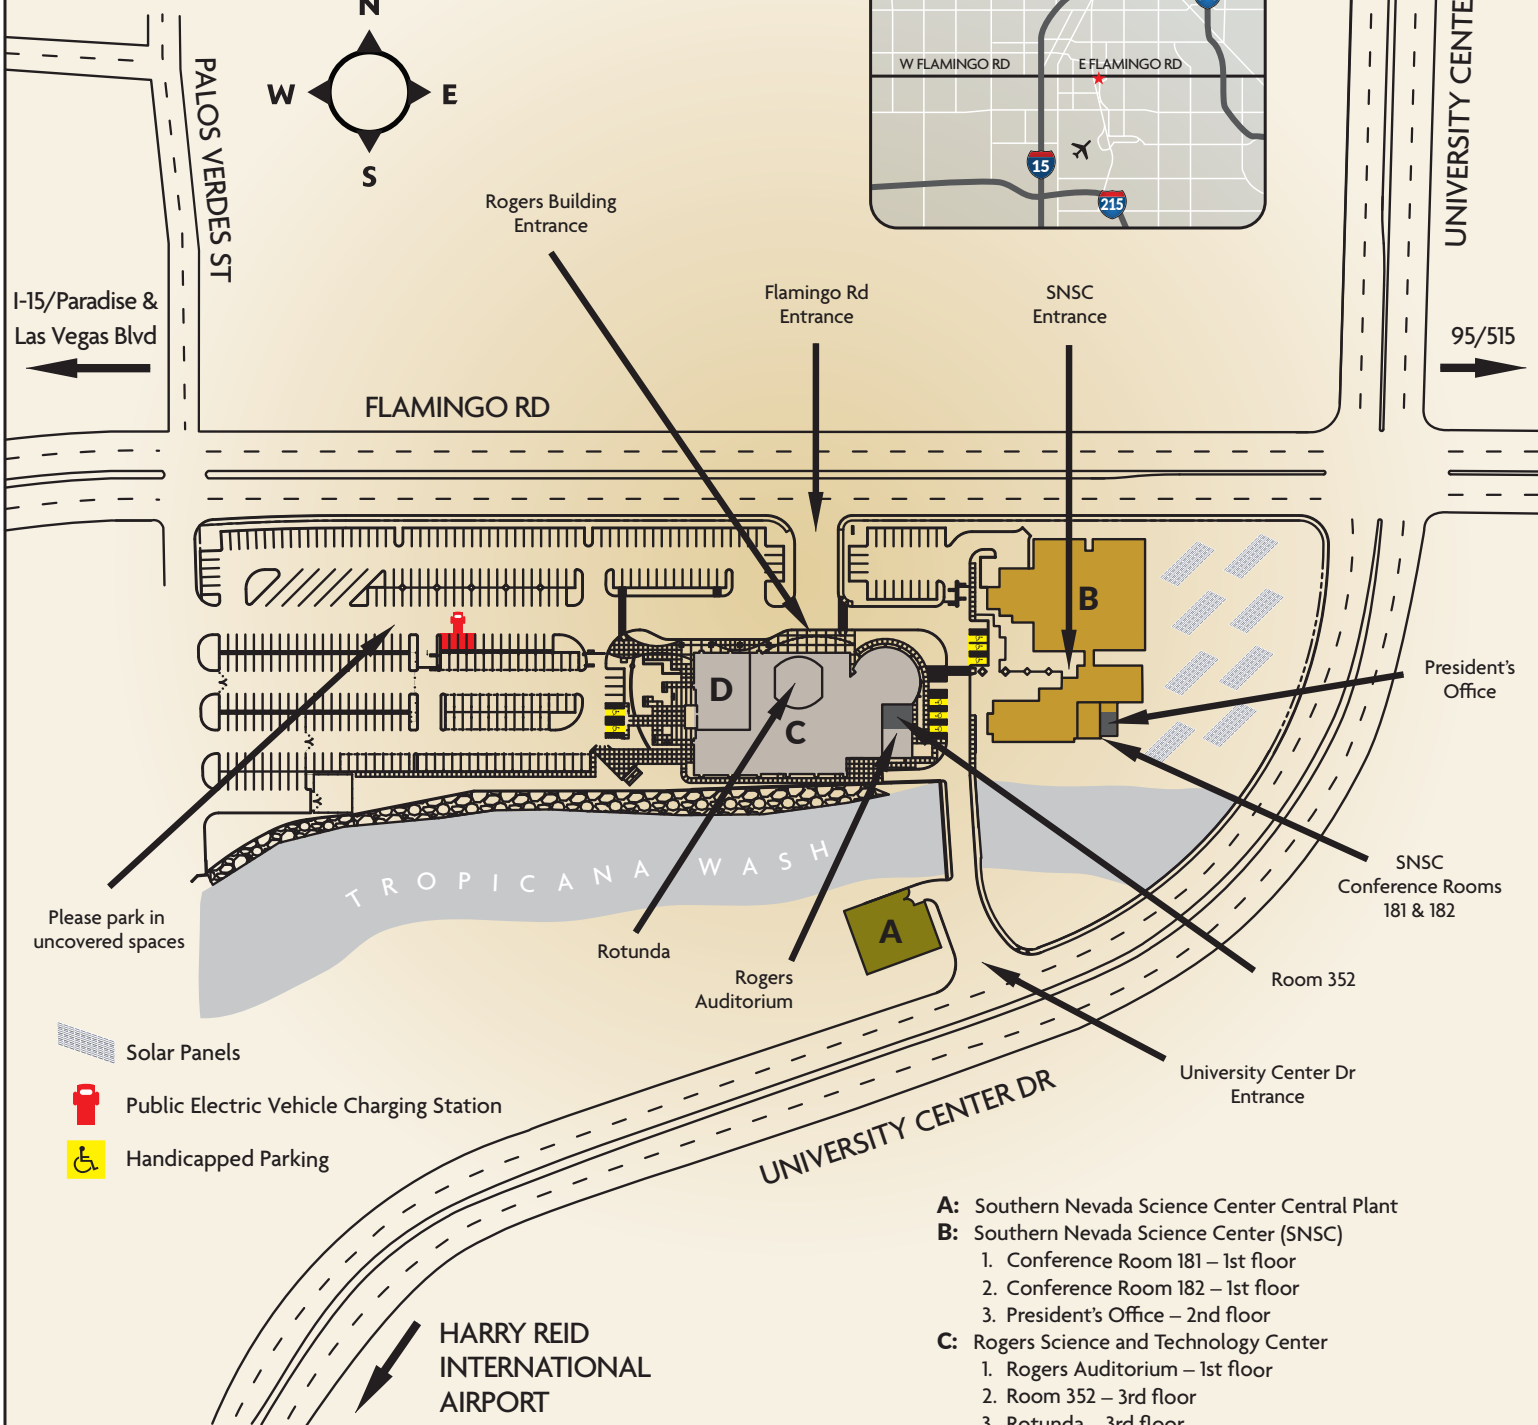 N
W
E
S
PALOS VERDES ST
W FLAMINGO RD
E FLAMINGO RD
15
215
UNIVERSITY CENTE
Rogers Building
Entrance
Flamingo Rd
Entrance
SNSC
Entrance
I-15/Paradise &
Las Vegas Blvd
95/515
FLAMINGO RD
B
D
C
A
President's
Office
SNSC
Conference Rooms
181 & 182
Please park in
uncovered spaces
TROPICANA WASH
Rotunda
Rogers
Auditorium
Room 352
University Center Dr
Entrance
UNIVERSITY CENTER DR
Solar Panels
Public Electric Vehicle Charging Station
Handicapped Parking
HARRY REID
INTERNATIONAL
AIRPORT
A: Southern Nevada Science Center Central Plant
B: Southern Nevada Science Center (SNSC)
1. Conference Room 181 – 1st floor
2. Conference Room 182 – 1st floor
3. President's Office – 2nd floor
C: Rogers Science and Technology Center
1. Rogers Auditorium – 1st floor
2. Room 352 – 3rd floor
3. Rotunda – 3rd floor